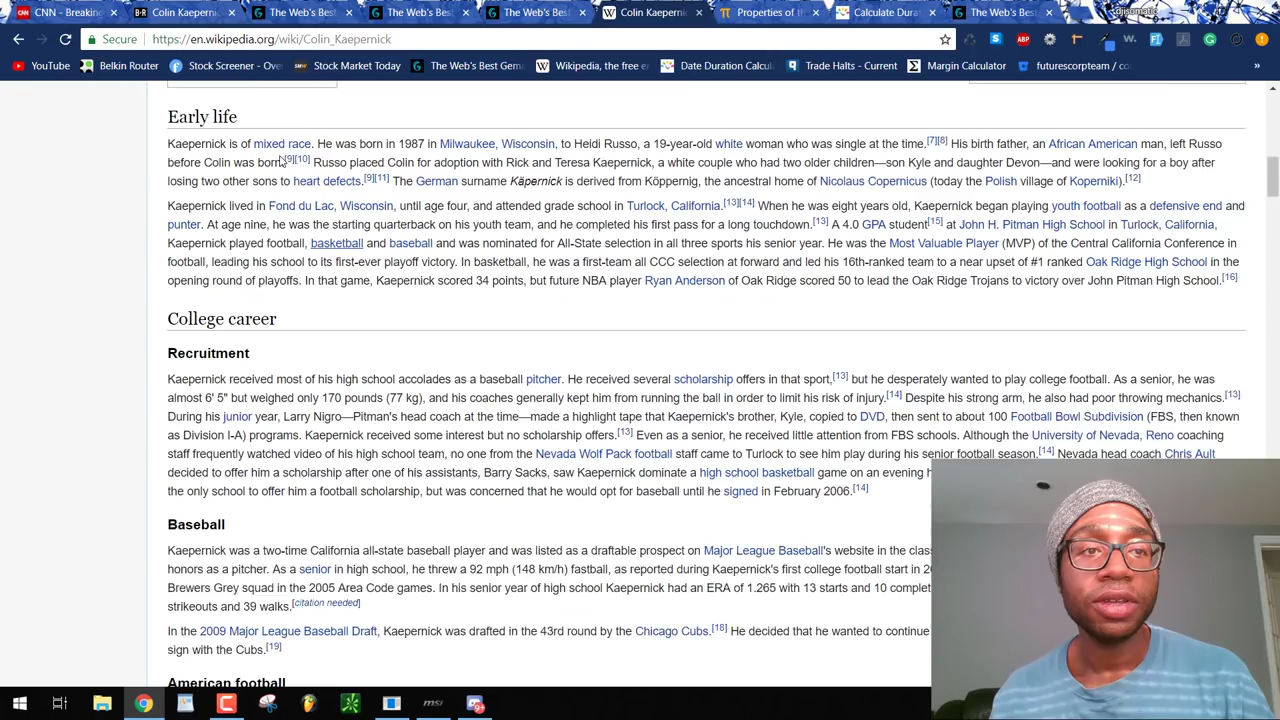 CNN - Breakin
Colin Kaepernic
The Web's Best
The Web's Best
The Web's Best
Colin Kaeperni
Properties of t
Calculate Dura
The Web's Best
Secure
https://en.wikipedia.org/wiki/Colin_Kaepernick
YouTube
Belkin Router
Stock Screener - Ove
Stock Market Today
The Web's Best Gem
Wikipedia, the free e
Date Duration Calcu
Trade Halts - Current
Margin Calculator
futurescorpteam / co
»
Early life
Kaepernick is of mixed race. He was born in 1987 in Milwaukee, Wisconsin, to Heidi Russo, a 19-year-old white woman who was single at the time.[7][8] His birth father, an African American man, left Russo
before Colin was born.[9][10] Russo placed Colin for adoption with Rick and Teresa Kaepernick, a white couple who had two older children—son Kyle and daughter Devon—and were looking for a boy after
losing two other sons to heart defects.[9][11] The German surname Käpernick is derived from Köppernig, the ancestral home of Nicolaus Copernicus (today the Polish village of Koperniki).[12]
Kaepernick lived in Fond du Lac, Wisconsin, until age four, and attended grade school in Turlock, California.[13][14] When he was eight years old, Kaepernick began playing youth football as a defensive end and
punter. At age nine, he was the starting quarterback on his youth team, and he completed his first pass for a long touchdown.[13] A 4.0 GPA student[15] at John H. Pitman High School in Turlock, California,
Kaepernick played football, basketball and baseball and was nominated for All-State selection in all three sports his senior year. He was the Most Valuable Player (MVP) of the Central California Conference in
football, leading his school to its first-ever playoff victory. In basketball, he was a first-team all CCC selection at forward and led his 16th-ranked team to a near upset of #1 ranked Oak Ridge High School in the
opening round of playoffs. In that game, Kaepernick scored 34 points, but future NBA player Ryan Anderson of Oak Ridge scored 50 to lead the Oak Ridge Trojans to victory over John Pitman High School.[16]
College career
Recruitment
Kaepernick received most of his high school accolades as a baseball pitcher. He received several scholarship offers in that sport,[13] but he desperately wanted to play college football. As a senior, he was
almost 6' 5" but weighed only 170 pounds (77 kg), and his coaches generally kept him from running the ball in order to limit his risk of injury.[14] Despite his strong arm, he also had poor throwing mechanics.[13]
During his junior year, Larry Nigro—Pitman's head coach at the time—made a highlight tape that Kaepernick's brother, Kyle, copied to DVD, then sent to about 100 Football Bowl Subdivision (FBS, then known
as Division I-A) programs. Kaepernick received some interest but no scholarship offers.[13] Even as a senior, he received little attention from FBS schools. Although the University of Nevada, Reno coaching
staff frequently watched video of his high school team, no one from the Nevada Wolf Pack football staff came to Turlock to see him play during his senior football season.[14] Nevada head coach Chris Ault
decided to offer him a scholarship after one of his assistants, Barry Sacks, saw Kaepernick dominate a high school basketball game on an evening
the only school to offer him a football scholarship, but was concerned that he would opt for baseball until he signed in February 2006.[14]
Baseball
Kaepernick was a two-time California all-state baseball player and was listed as a draftable prospect on Major League Baseball's website in the class
honors as a pitcher. As a senior in high school, he threw a 92 mph (148 km/h) fastball, as reported during Kaepernick's first college football start in
Brewers Grey squad in the 2005 Area Code games. In his senior year of high school Kaepernick had an ERA of 1.265 with 13 starts and 10 complete
strikeouts and 39 walks.[citation needed]
In the 2009 Major League Baseball Draft, Kaepernick was drafted in the 43rd round by the Chicago Cubs.[18] He decided that he wanted to continue
sign with the Cubs.[19]
American football